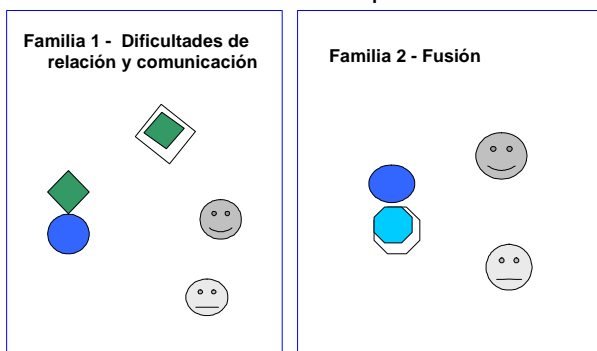 Familia 1 - Dificultades de
relación y comunicación
Familia 2 - Fusión